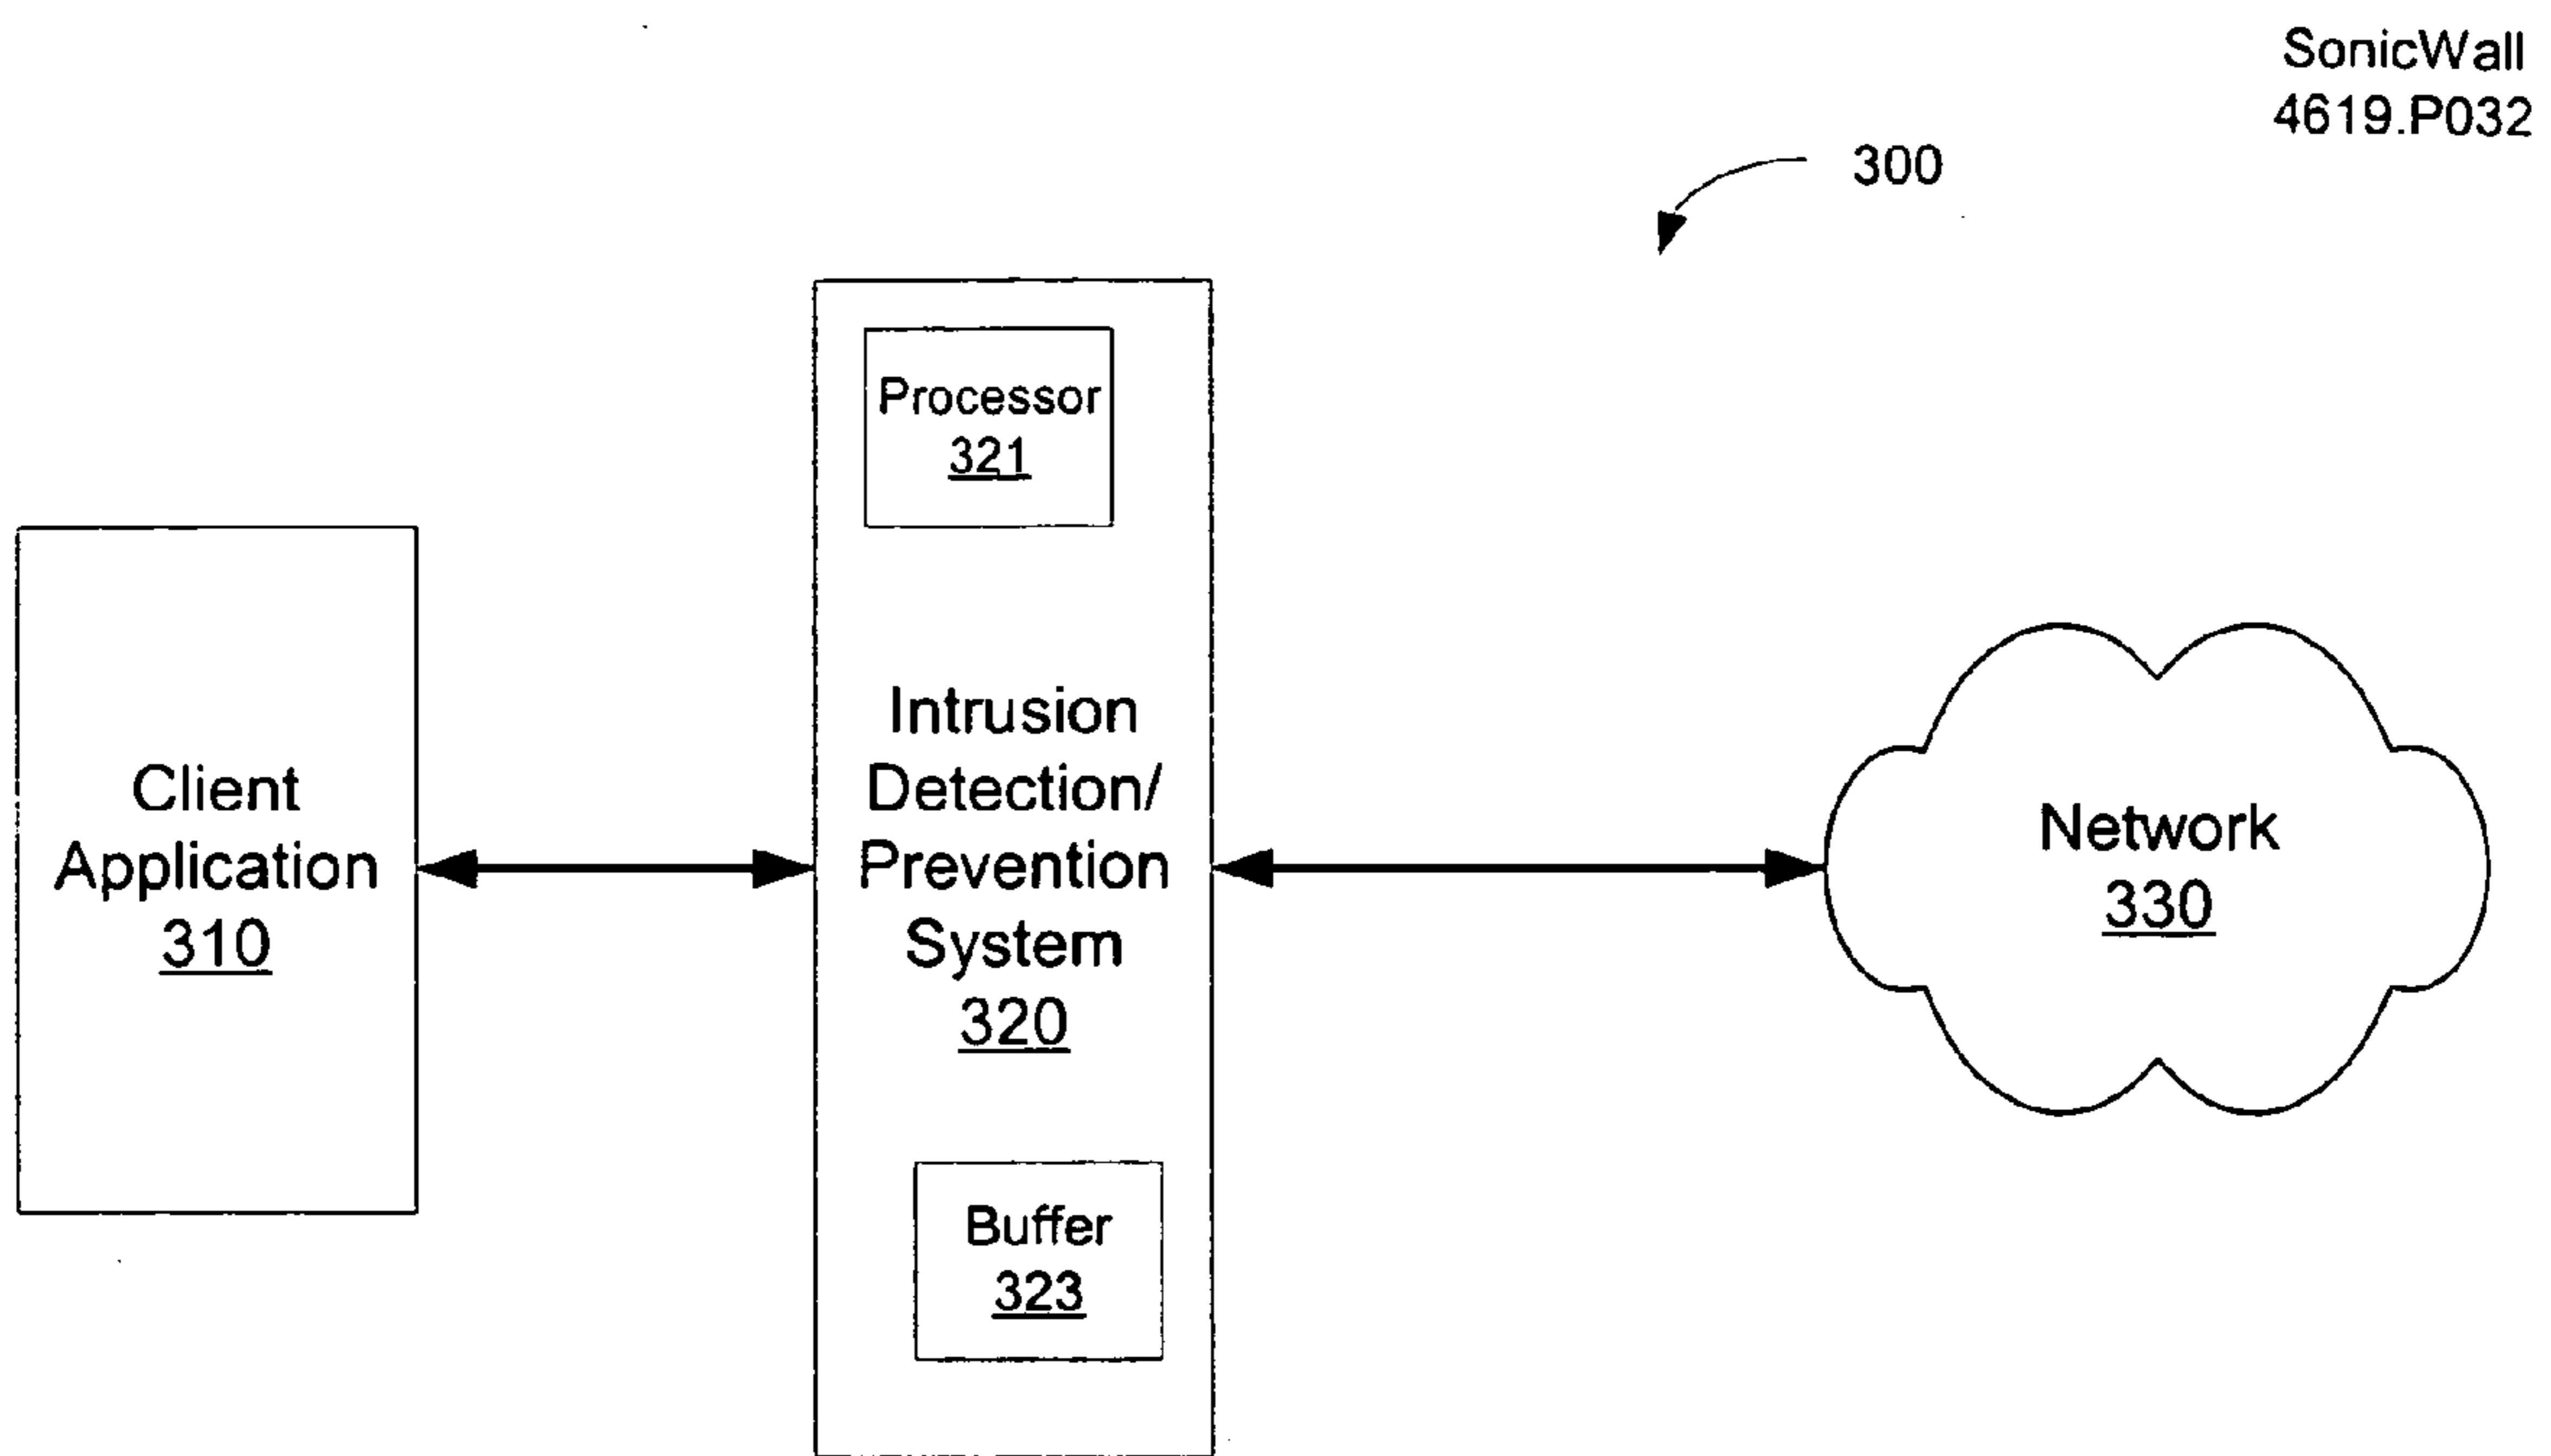 SonicWall
4619.P032
300
Processor
321
Client
Application
310
Intrusion
Detection/
Prevention
System
320
Network
330
Buffer
323